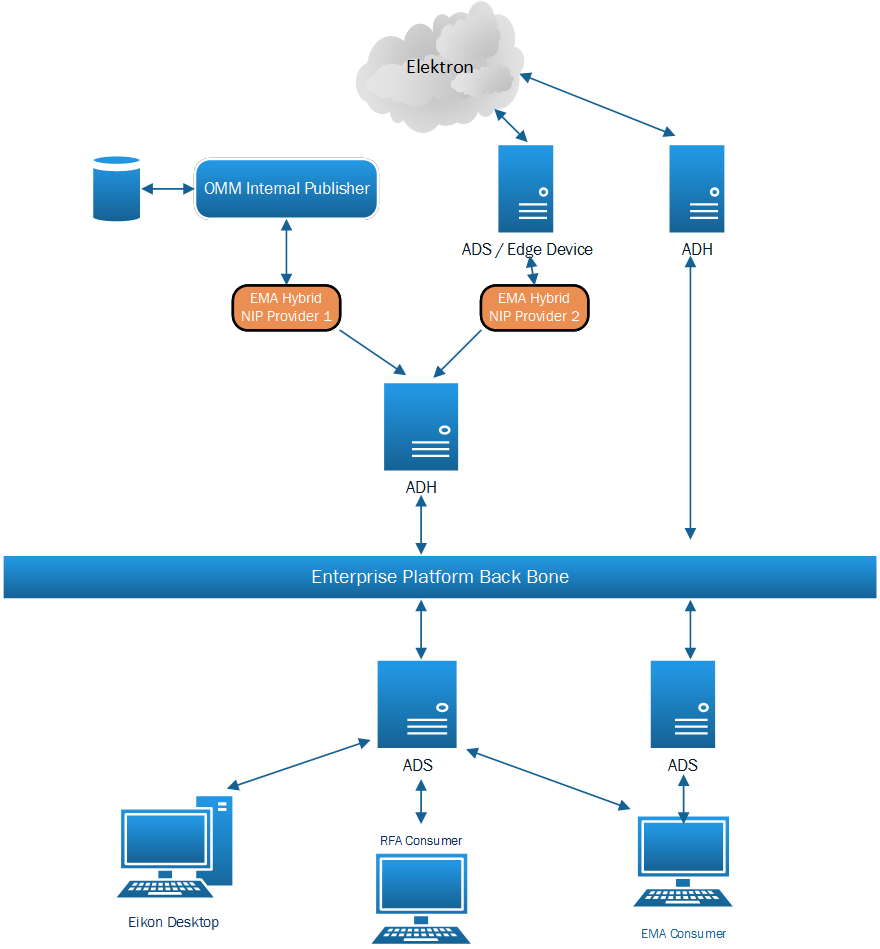 Elektron
OMM Internal Publisher
ADS / Edge Device
ADH
EMA Hybrid
NIP Provider 1
EMA Hybrid
NIP Provider 2
ADH
Enterprise Platform Back Bone
ADS
ADS
RFA Consumer
Eikon Desktop
EMA Consumer